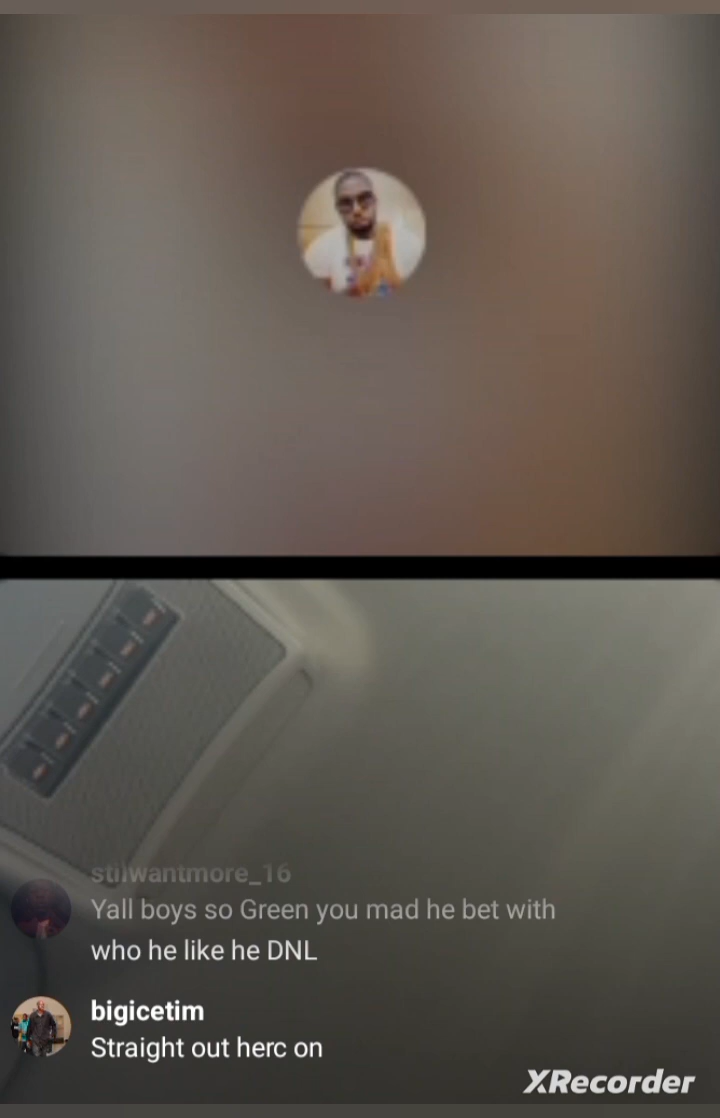 stilwantmore_16
Yall boys so Green you mad he bet with
who he like he DNL
bigicetim
Straight out herc on
XRecorder